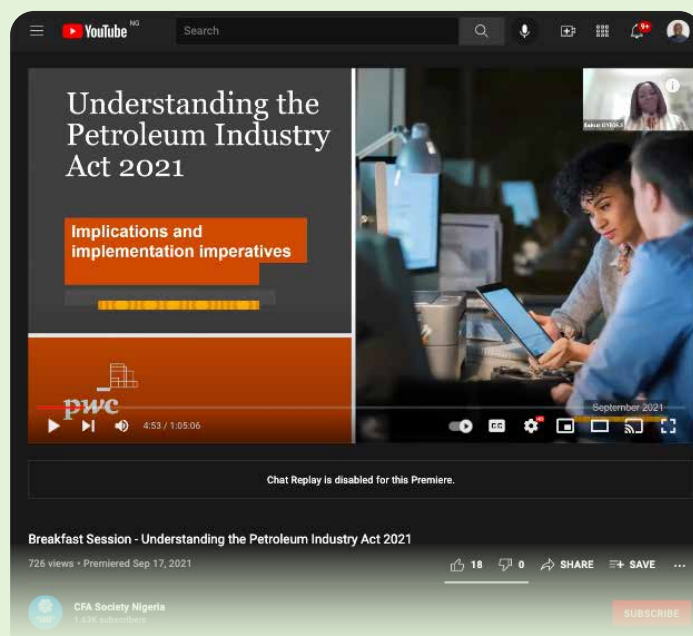 YouTube NG
Search
9+
Understanding the
Petroleum Industry
Act 2021
Implications and
implementation imperatives
pwc
September 2021
4:53 / 1:05:06
CC
HD
Chat Replay is disabled for this Premiere.
Breakfast Session - Understanding the Petroleum Industry Act 2021
726 views • Premiered Sep 17, 2021
18
0
SHARE
SAVE
CFA Society Nigeria
1.63K subscribers
SUBSCRIBE